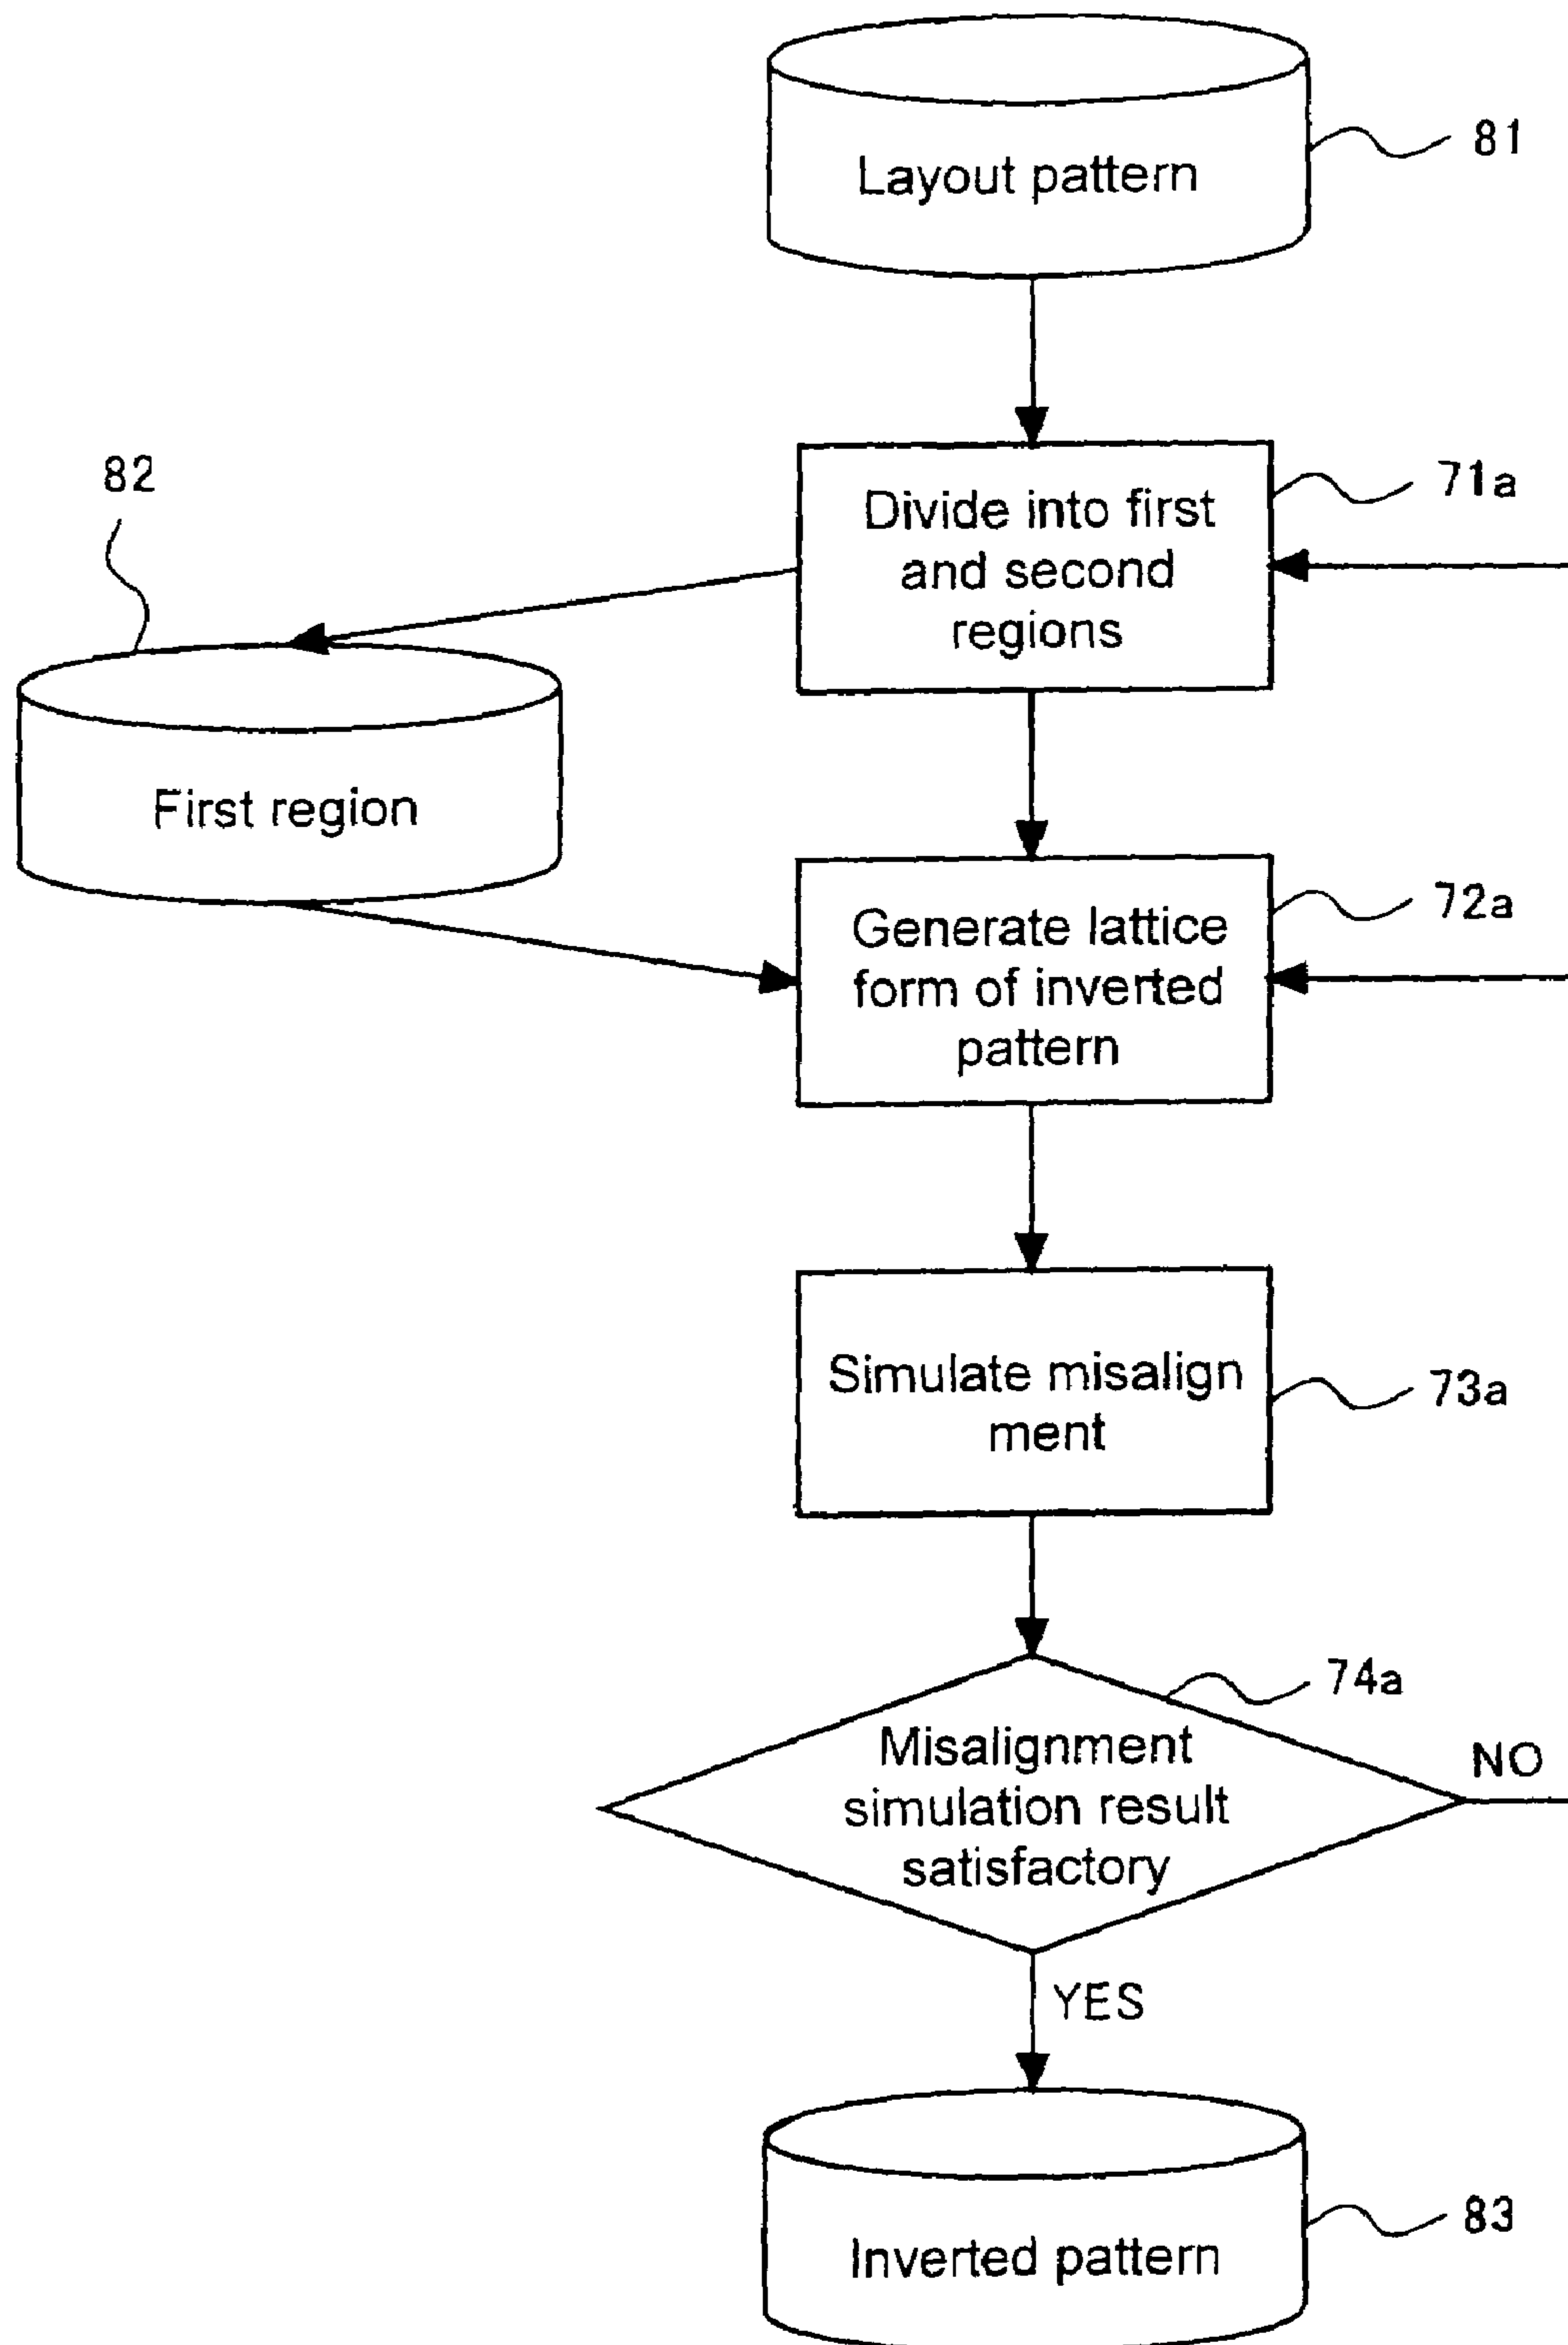 Layout pattern
81
Divide into first
and second
regions
71a
82
First region
Generate lattice
form of inverted
pattern
72a
Simulate misalign
ment
73a
Misalignment
simulation result
satisfactory
74a
NO
YES
Inverted pattern
83